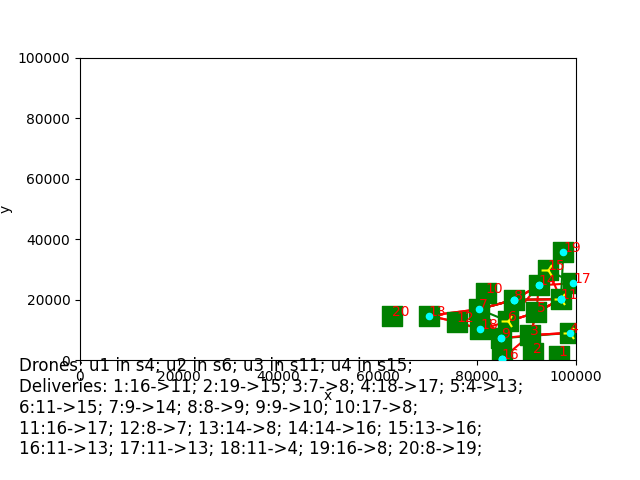 100000
80000
60000
40000
20000
0
y
19
17
10
20
20000
40000
60000
80000
100000
x
Drones: u1 in s4; u2 in s6; u3 in s11; u4 in s15;
Deliveries: 1:16->11; 2:19->15; 3:7->8; 4:18->17; 5:4->13;
6:11->15; 7:9->14; 8:8->9; 9:9->10; 10:17->8;
11:16->17; 12:8->7; 13:14->8; 14:14->16; 15:13->16;
16:11->13; 17:11->13; 18:11->4; 19:16->8; 20:8->19;